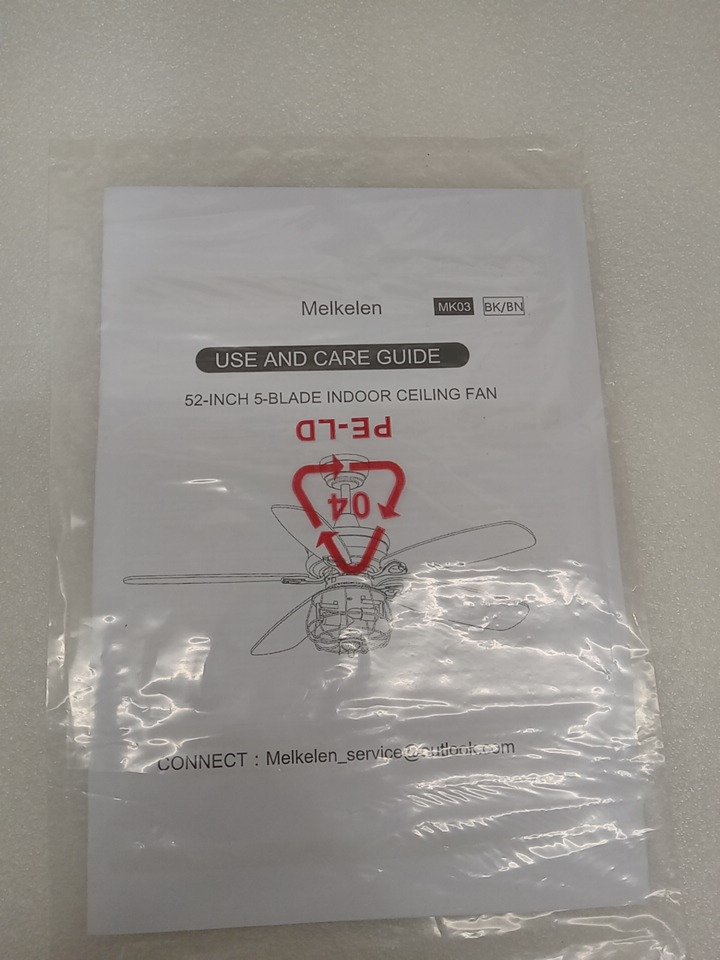 Melkelen MK03 BK/BN
USE AND CARE GUIDE
52-INCH 5-BLADE INDOOR CEILING FAN
PE-LD
04
CONNECT : Melkelen_service@outlook.com